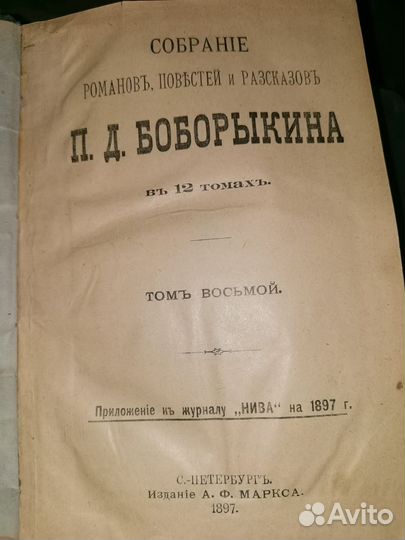 СОБРАНІЕ
РОМАНОВЪ, ПОВѢСТЕЙ и РАЗСКАЗОВЪ
П. Д. БОБОРЫКИНА
въ 12 томахъ.
ТОМЪ ВОСЬМОЙ.
Приложеніе къ журналу „НИВА" на 1897 г.
С.-ПЕТЕРБУРГЪ.
Изданіе А. Ф. МАРКСА.
1897.
Avito